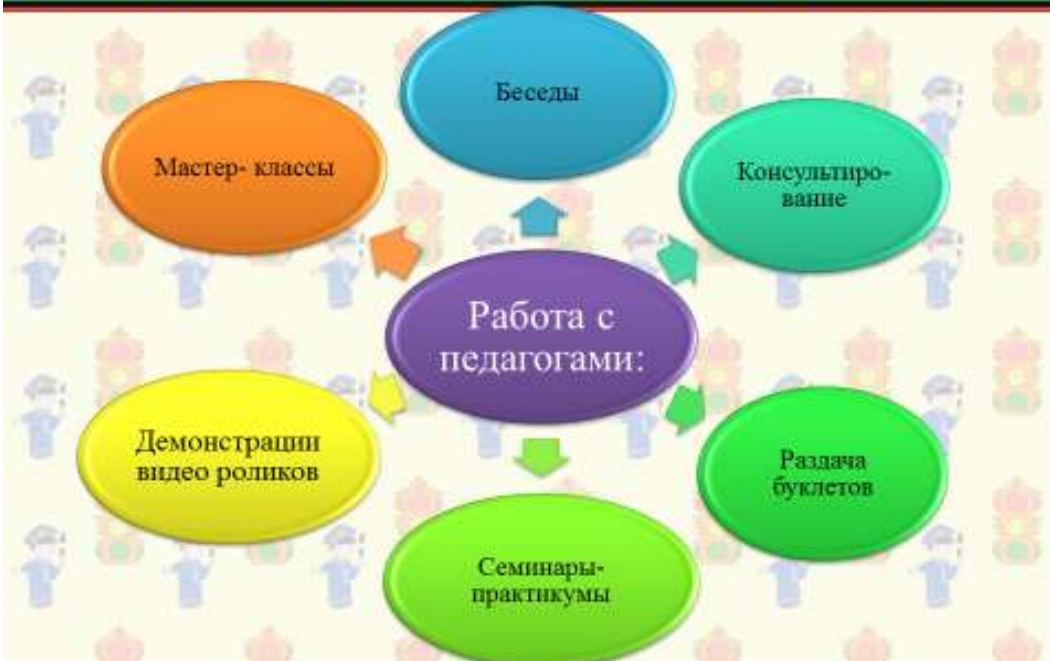 Беседы
Мастер- классы
Консультиро-
вание
Работа с
педагогами:
Демонстрации
видео роликов
Раздача
буклетов
Семинары-
практикумы